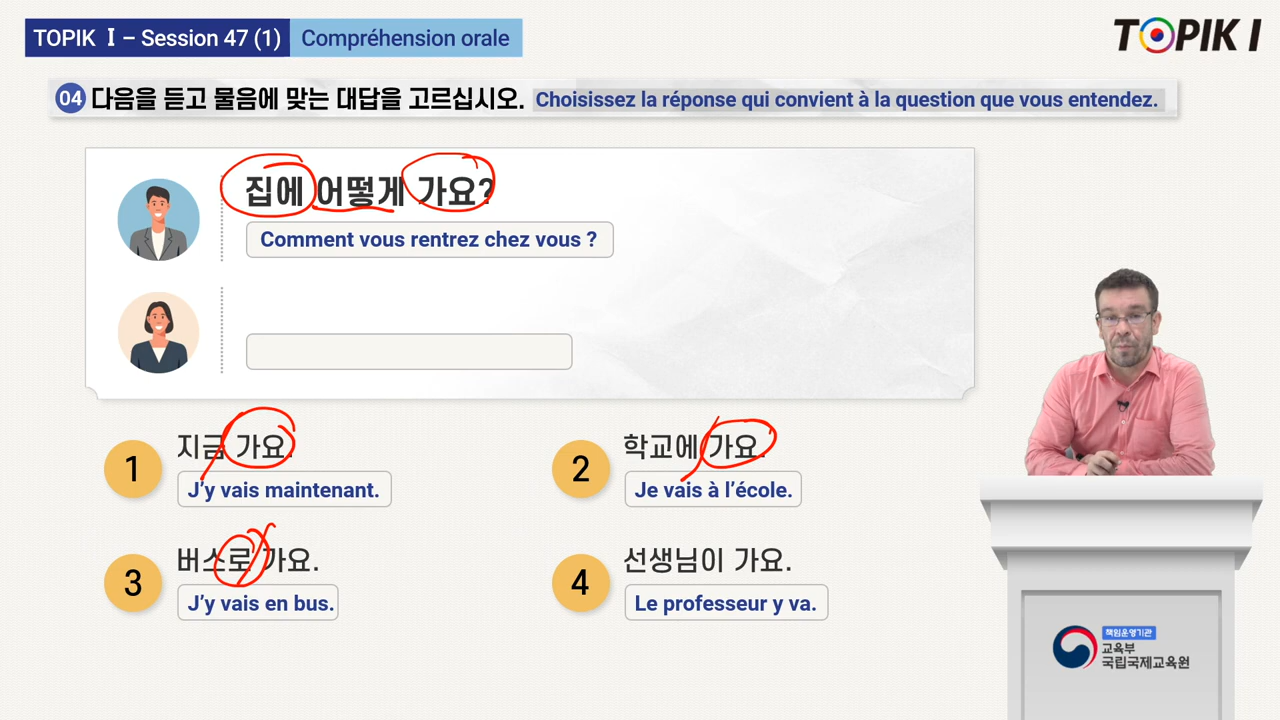 TOPIK Ⅰ – Session 47 (1) Compréhension orale
TOPIK I
04 다음을 듣고 물음에 맞는 대답을 고르십시오. Choisissez la réponse qui convient à la question que vous entendez.
집에 어떻게 가요?
Comment vous rentrez chez vous ?
1 지금 가요.
J'y vais maintenant.
2 학교에 가요.
Je vais à l'école.
3 버스로 가요.
J'y vais en bus.
4 선생님이 가요.
Le professeur y va.
책임운영기관
교육부
국립국제교육원